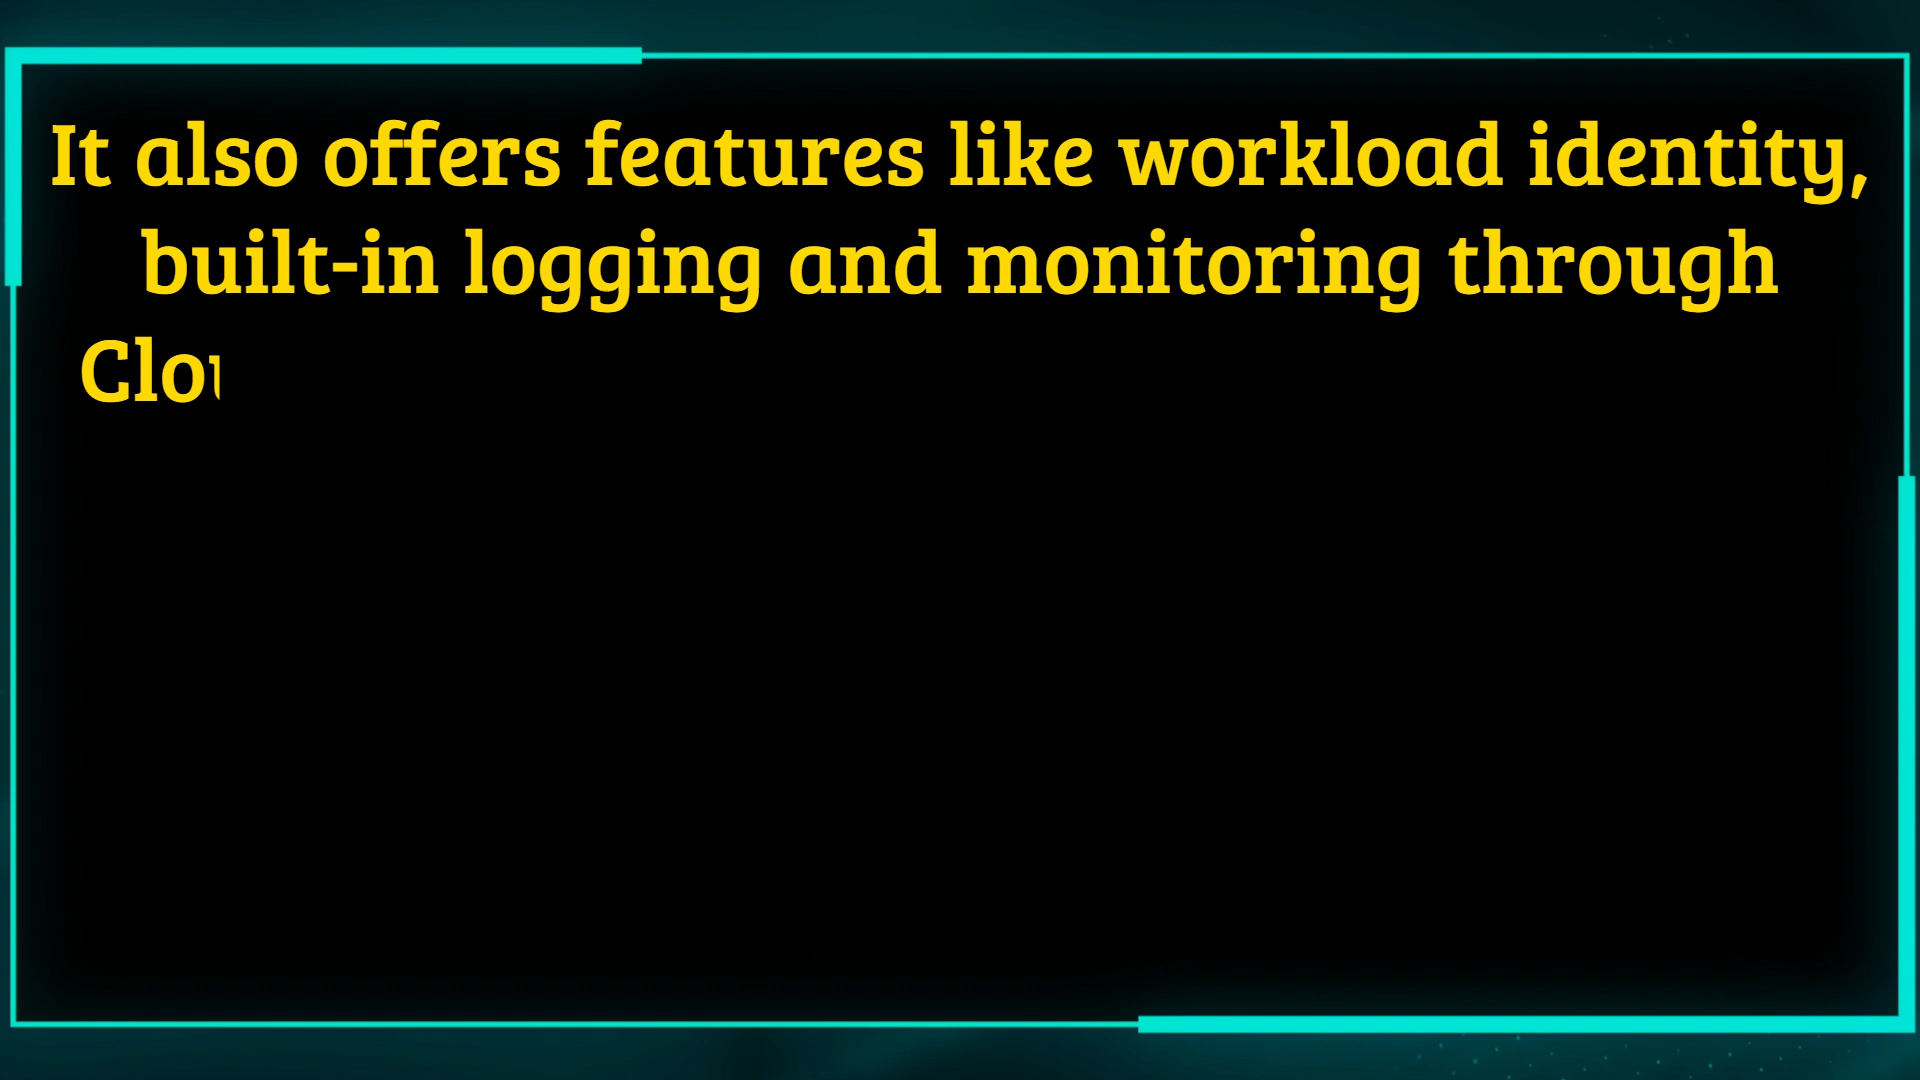 It also offers features like workload identity,
built-in logging and monitoring through